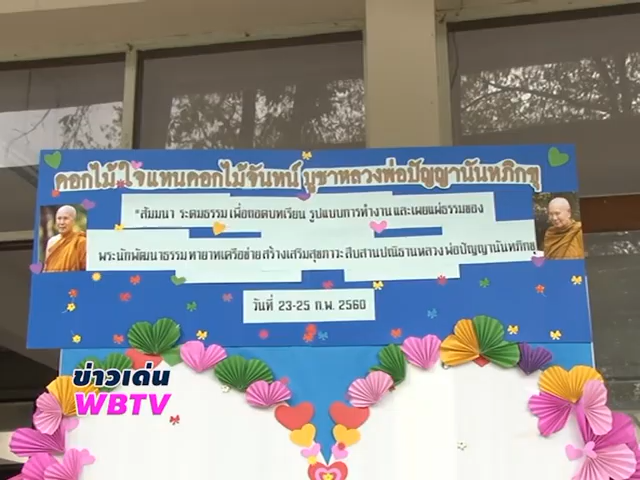 ดอกไม้ใจแทนดอกไม้จันทน์ บูชาหลวงพ่อปัญญานันทภิกขุ
"สัมมนา ระดมธรรม เพื่อถอดบทเรียน รูปแบบการทำงาน และเผยแผ่ธรรมของ
พระนักพัฒนาธรรม ทายาทเครือข่ายสร้างเสริมสุขภาวะ สืบสานปณิธานหลวงพ่อปัญญานันทภิกขุ
วันที่ 23-25 ก.พ. 2560
ข่าวเด่น
WBTV